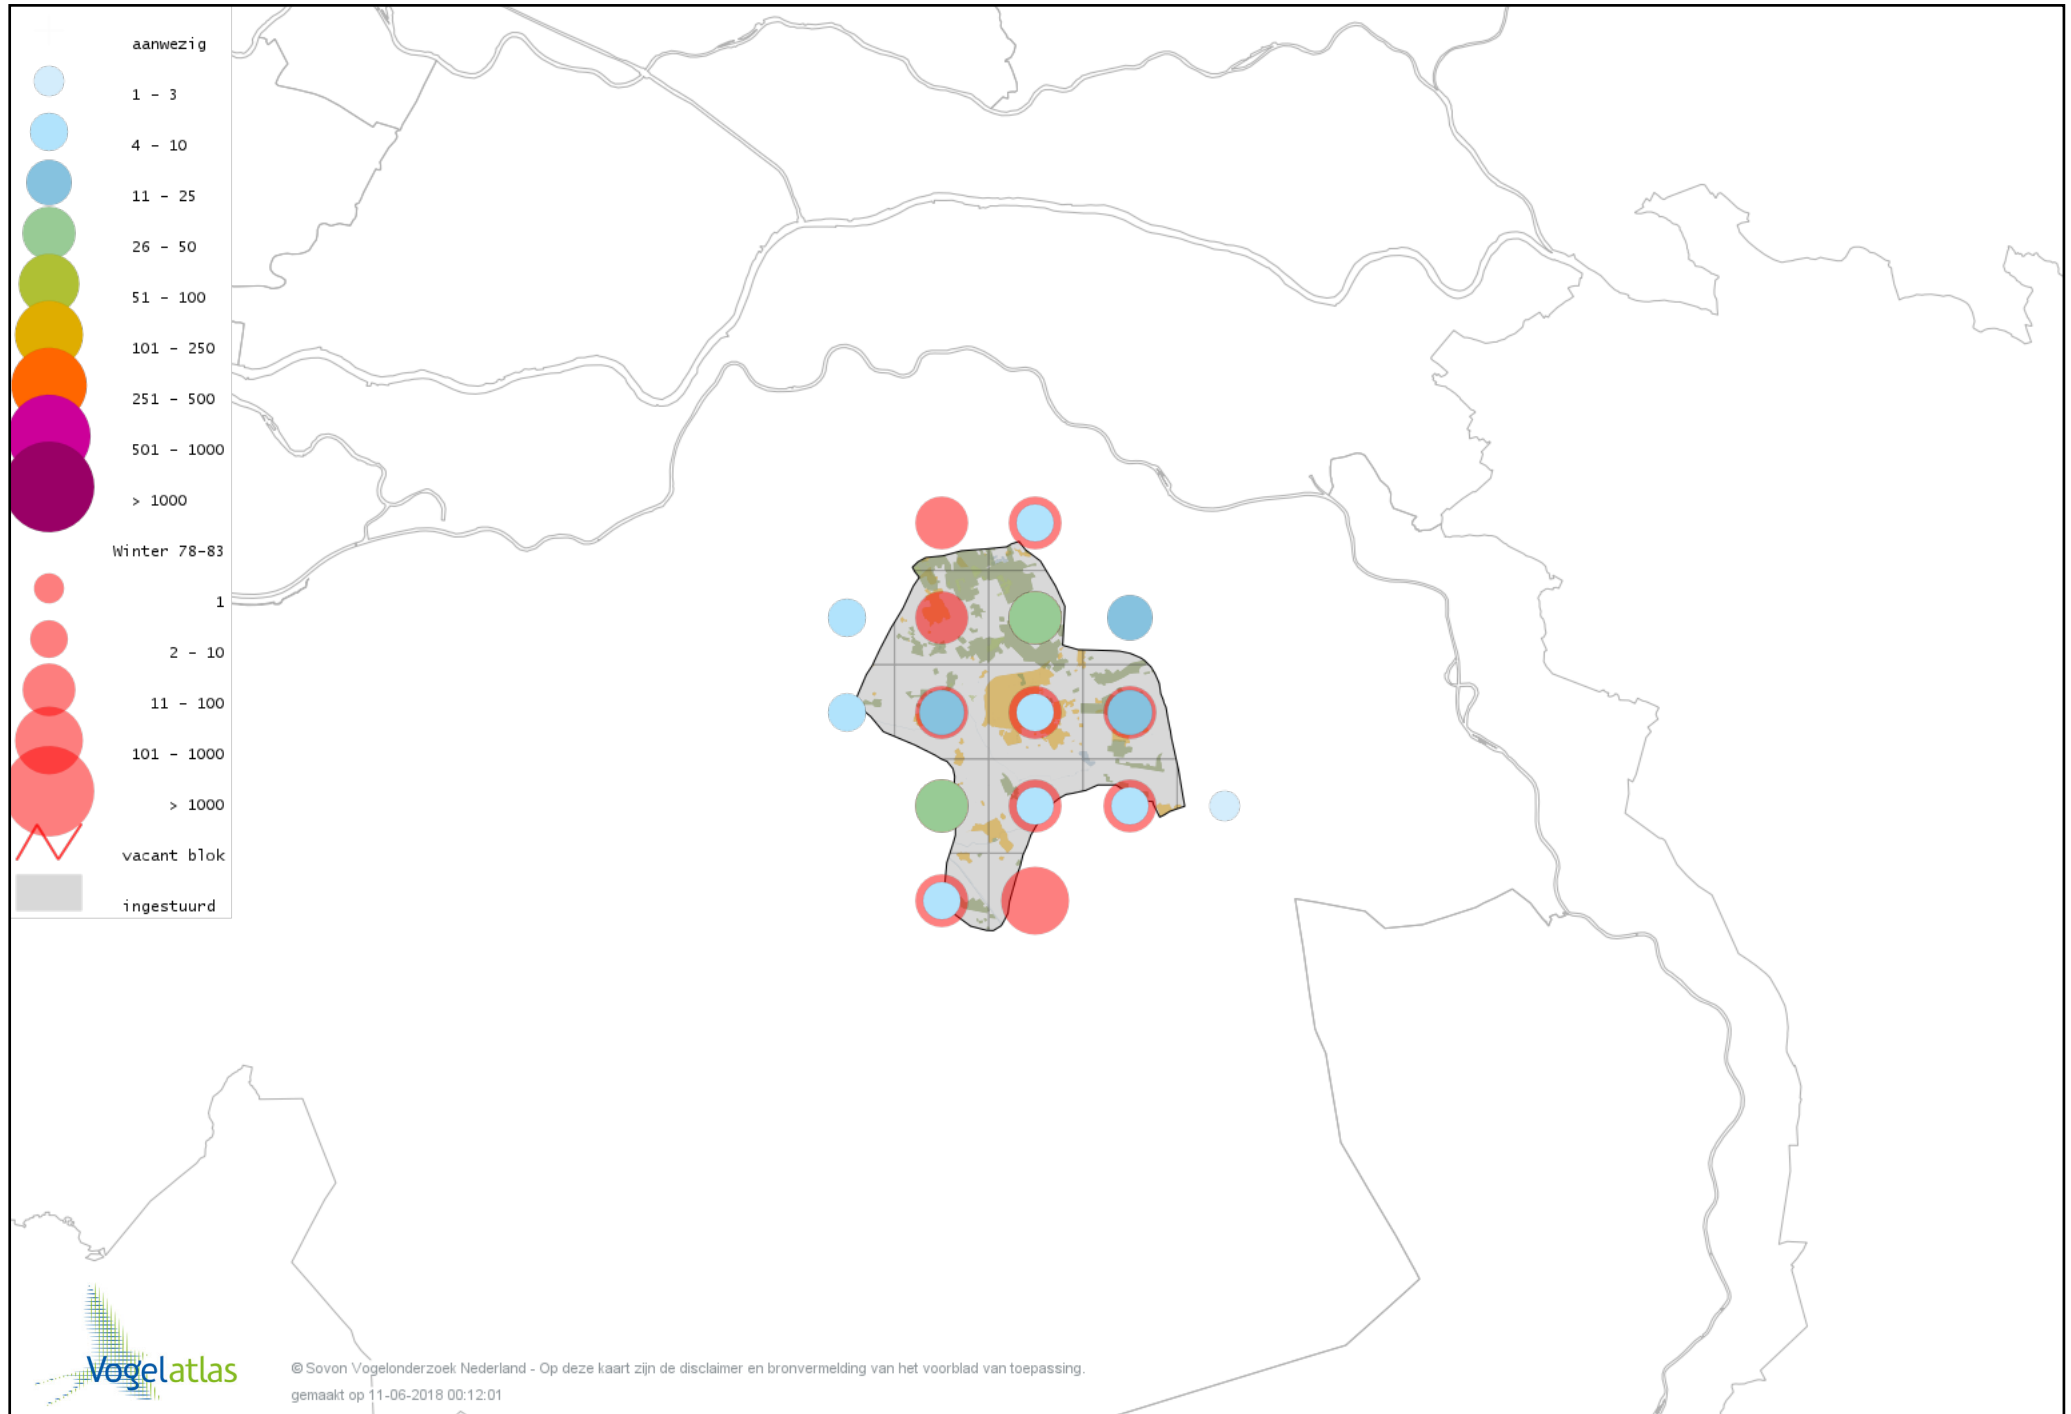 aanwezig
1 - 3
4 - 10
11 - 25
26 - 50
51 - 100
101 - 250
251 - 500
501 - 1000
> 1000
Winter 78-83
1
2 - 10
11 - 100
101 - 1000
> 1000
vacant blok
ingestuurd
Vogelatlas
© Sovon Vogelonderzoek Nederland - Op deze kaart zijn de disclaimer en bronvermelding van het voorblad van toepassing.
gemaakt op 11-06-2018 00:12:01